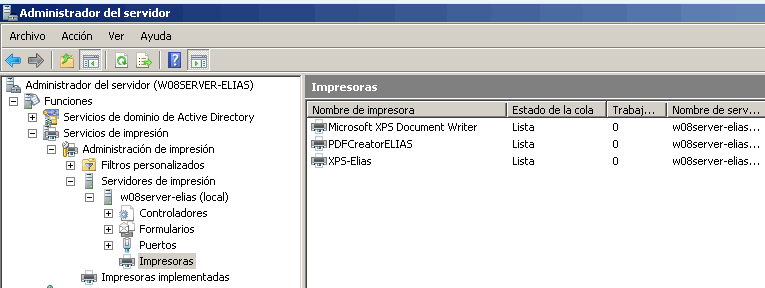 Administrador del servidor
Archivo Acción Ver Ayuda
Administrador del servidor (W08SERVER-ELIAS)
Funciones
Servicios de dominio de Active Directory
Servicios de impresión
Administración de impresión
Filtros personalizados
Servidores de impresión
w08server-elias (local)
Controladores
Formularios
Puertos
Impresoras
Impresoras implementadas
Impresoras
Nombre de impresora Estado de la cola Trabaj... Nombre de serv...
Microsoft XPS Document Writer Lista 0 w08server-elias...
PDFCreatorELIAS Lista 0 w08server-elias...
XPS-Elias Lista 0 w08server-elias...